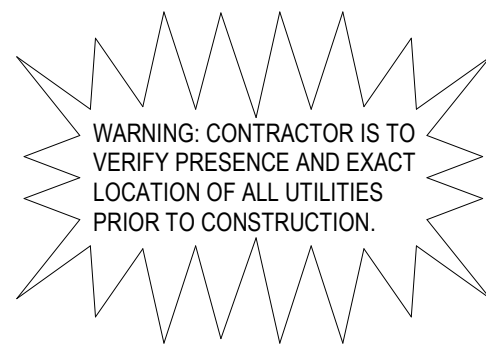 WARNING: CONTRACTOR IS TO
VERIFY PRESENCE AND EXACT
LOCATION OF ALL UTILITIES
PRIOR TO CONSTRUCTION.